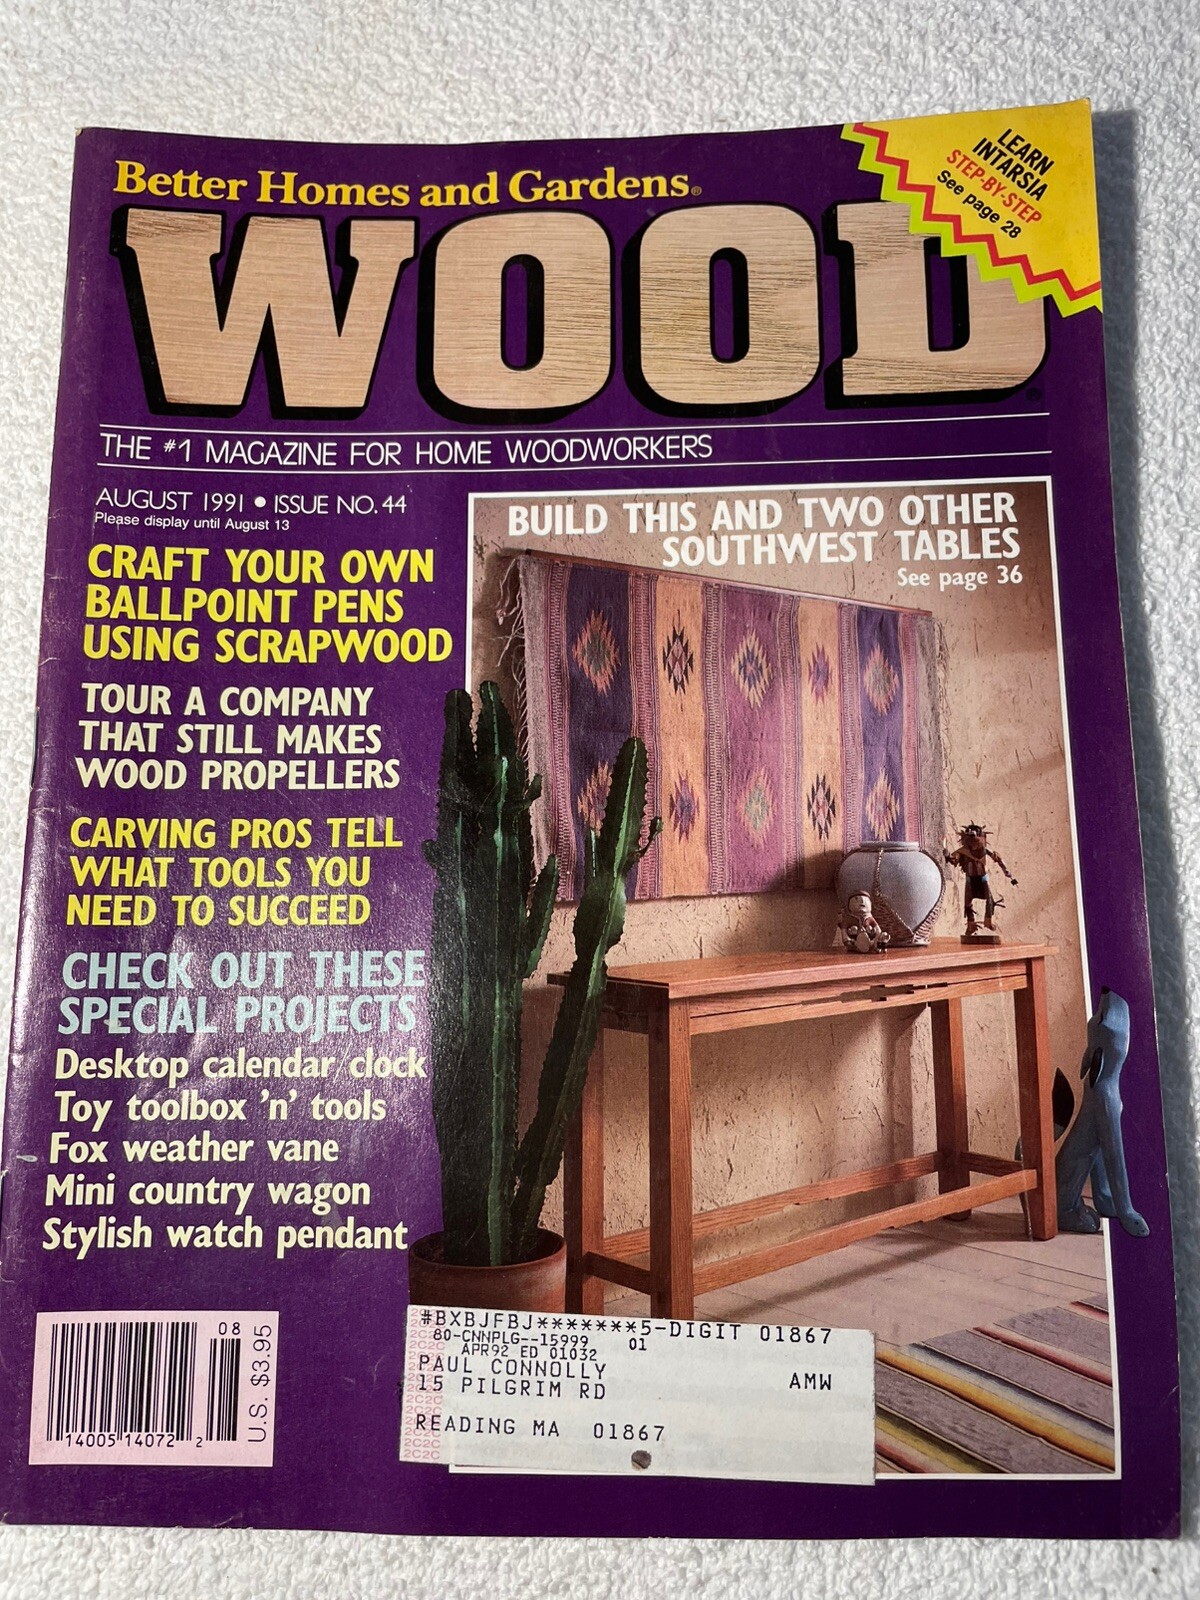 LEARN
INTARSIA
STEP-BY-STEP
See page 28
Better Homes and Gardens®
WOOD®
THE #1 MAGAZINE FOR HOME WOODWORKERS
AUGUST 1991 • ISSUE NO. 44
Please display until August 13
BUILD THIS AND TWO OTHER
SOUTHWEST TABLES
See page 36
CRAFT YOUR OWN
BALLPOINT PENS
USING SCRAPWOOD
TOUR A COMPANY
THAT STILL MAKES
WOOD PROPELLERS
CARVING PROS TELL
WHAT TOOLS YOU
NEED TO SUCCEED
CHECK OUT THESE
SPECIAL PROJECTS
Desktop calendar clock
Toy toolbox 'n' tools
Fox weather vane
Mini country wagon
Stylish watch pendant
08
U.S. $3.95
14005 14072 2
#BXBJFBJ*******5-DIGIT 01867
80-CNNPLG--15999 01
APR92 ED 01032
PAUL CONNOLLY AMW
15 PILGRIM RD
READING MA 01867